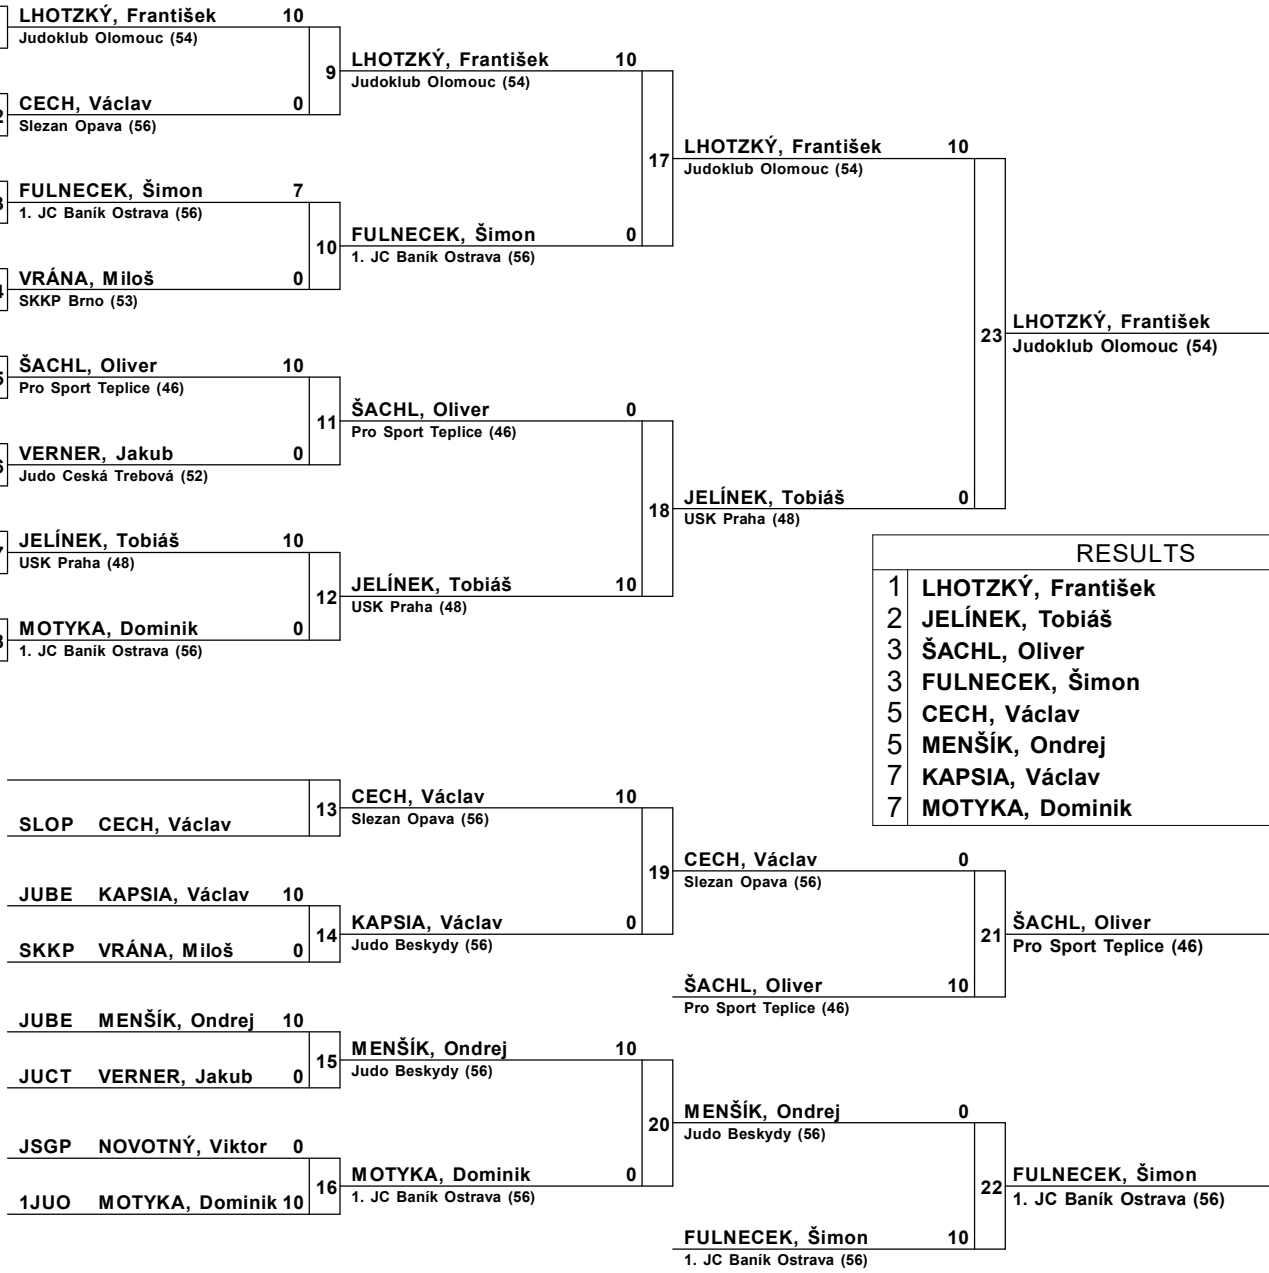 LHOTZKÝ, František 10
Judoklub Olomouc (54)
9
LHOTZKÝ, František 10
Judoklub Olomouc (54)
CECH, Václav 0
Slezan Opava (56)
17
LHOTZKÝ, František 10
Judoklub Olomouc (54)
FULNECEK, Šimon 7
1. JC Baník Ostrava (56)
10
FULNECEK, Šimon 0
1. JC Baník Ostrava (56)
VRÁNA, Miloš 0
SKKP Brno (53)
23
LHOTZKÝ, František
Judoklub Olomouc (54)
ŠACHL, Oliver 10
Pro Sport Teplice (46)
11
ŠACHL, Oliver 0
Pro Sport Teplice (46)
VERNER, Jakub 0
Judo Ceská Trebová (52)
18
JELÍNEK, Tobiáš 0
USK Praha (48)
JELÍNEK, Tobiáš 10
USK Praha (48)
12
JELÍNEK, Tobiáš 10
USK Praha (48)
MOTYKA, Dominik 0
1. JC Baník Ostrava (56)
RESULTS
1 LHOTZKÝ, František
2 JELÍNEK, Tobiáš
3 ŠACHL, Oliver
3 FULNECEK, Šimon
5 CECH, Václav
5 MENŠÍK, Ondrej
7 KAPSIA, Václav
7 MOTYKA, Dominik
13
CECH, Václav 10
Slezan Opava (56)
SLOP CECH, Václav
19
CECH, Václav 0
Slezan Opava (56)
JUBE KAPSIA, Václav 10
14
KAPSIA, Václav 0
Judo Beskydy (56)
SKKP VRÁNA, Miloš 0
21
ŠACHL, Oliver
Pro Sport Teplice (46)
ŠACHL, Oliver 10
Pro Sport Teplice (46)
JUBE MENŠÍK, Ondrej 10
15
MENŠÍK, Ondrej 10
Judo Beskydy (56)
JUCT VERNER, Jakub 0
20
MENŠÍK, Ondrej 0
Judo Beskydy (56)
JSGP NOVOTNÝ, Viktor 0
16
MOTYKA, Dominik 0
1. JC Baník Ostrava (56)
1JUO MOTYKA, Dominik 10
22
FULNECEK, Šimon
1. JC Baník Ostrava (56)
FULNECEK, Šimon 10
1. JC Baník Ostrava (56)